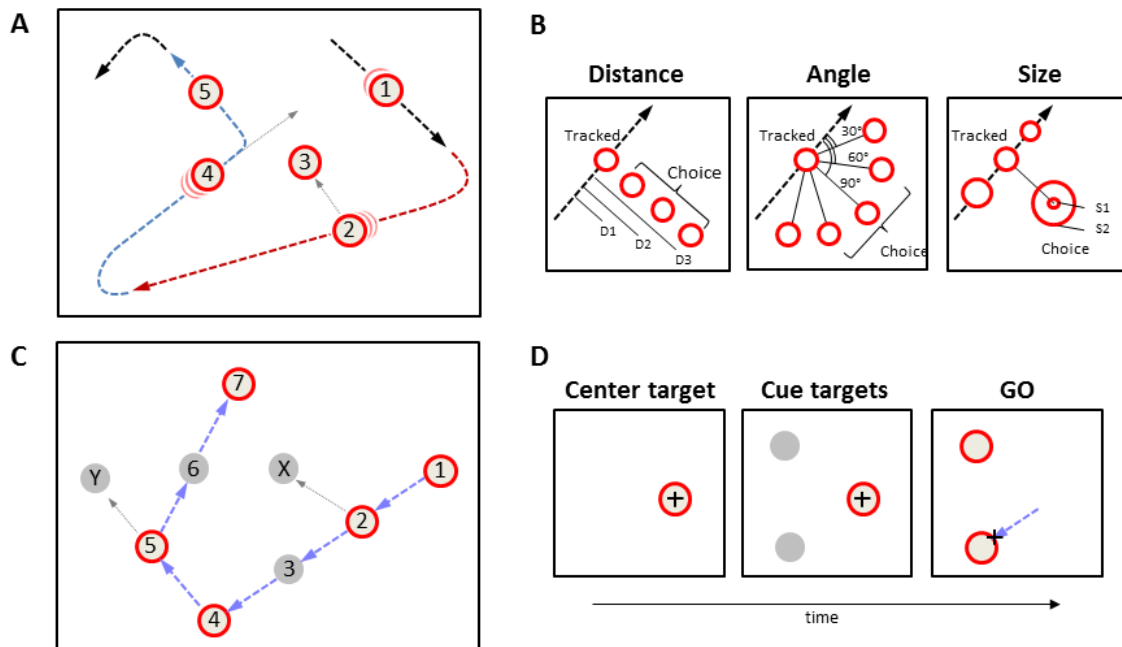 A
5
1
4
3
2
B
Distance
Angle
Size
Tracked
Choice
D1
D2
D3
Tracked
30°
60°
90°
Choice
Tracked
S1
S2
Choice
C
7
Y
6
X
1
2
5
3
4
D
Center target
Cue targets
GO
time